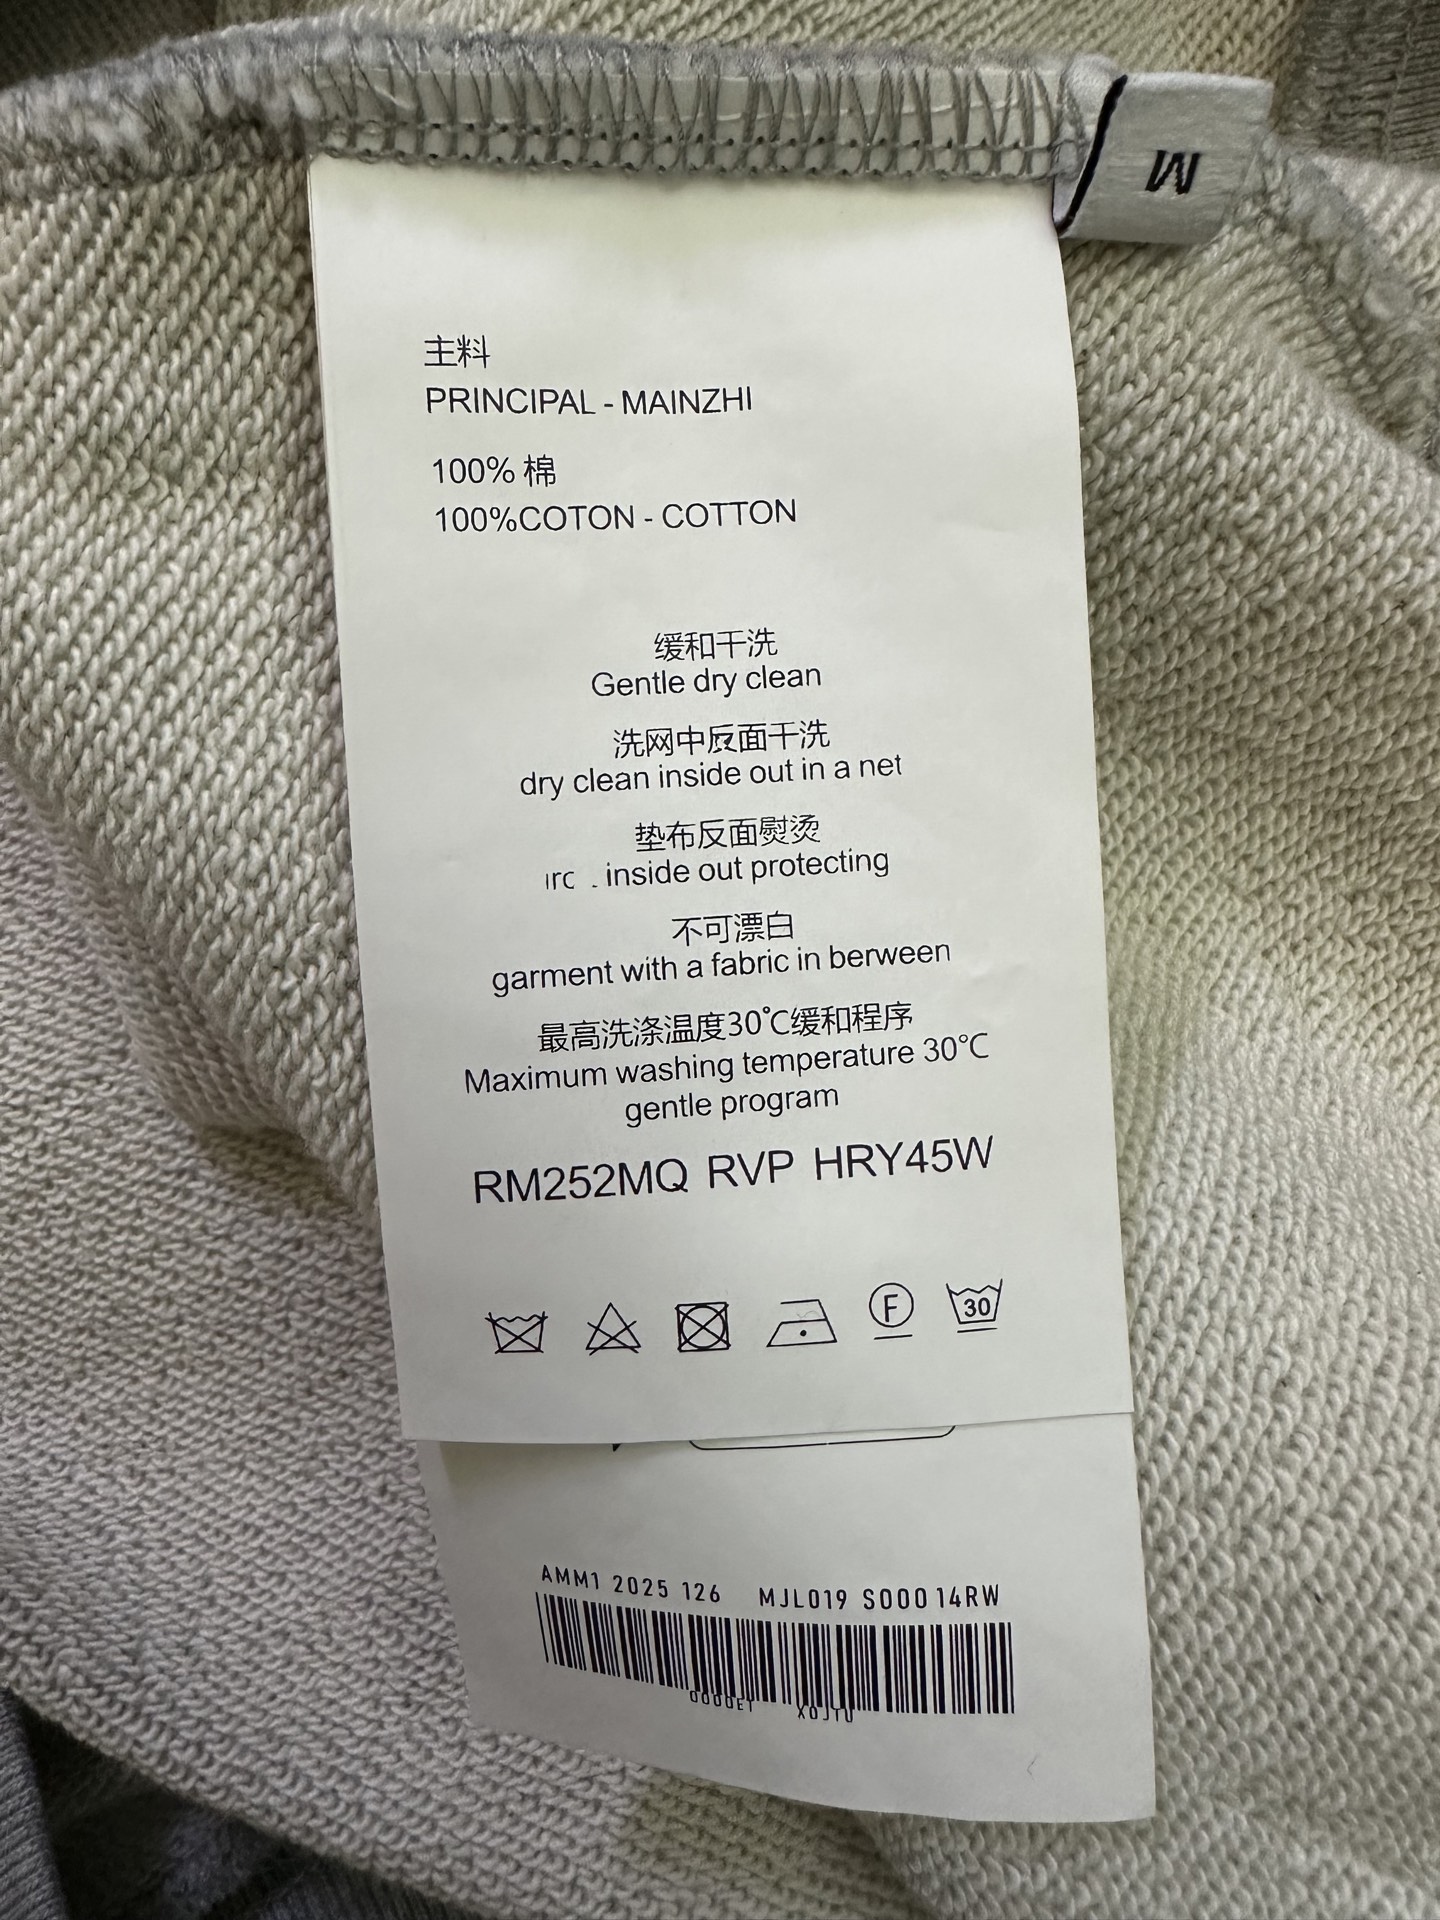 M
主料
PRINCIPAL - MAINZHI
100% 棉
100%COTON - COTTON
缓和干洗
Gentle dry clean
洗网中反面干洗
dry clean inside out in a net
垫布反面熨烫
inside out protecting
不可漂白
garment with a fabric in berween
最高洗涤温度30℃缓和程序
Maximum washing temperature 30℃
gentle program
RM252MQ RVP HRY45W
F
30
AMM1 2025 126 MJL019 S000 14RW